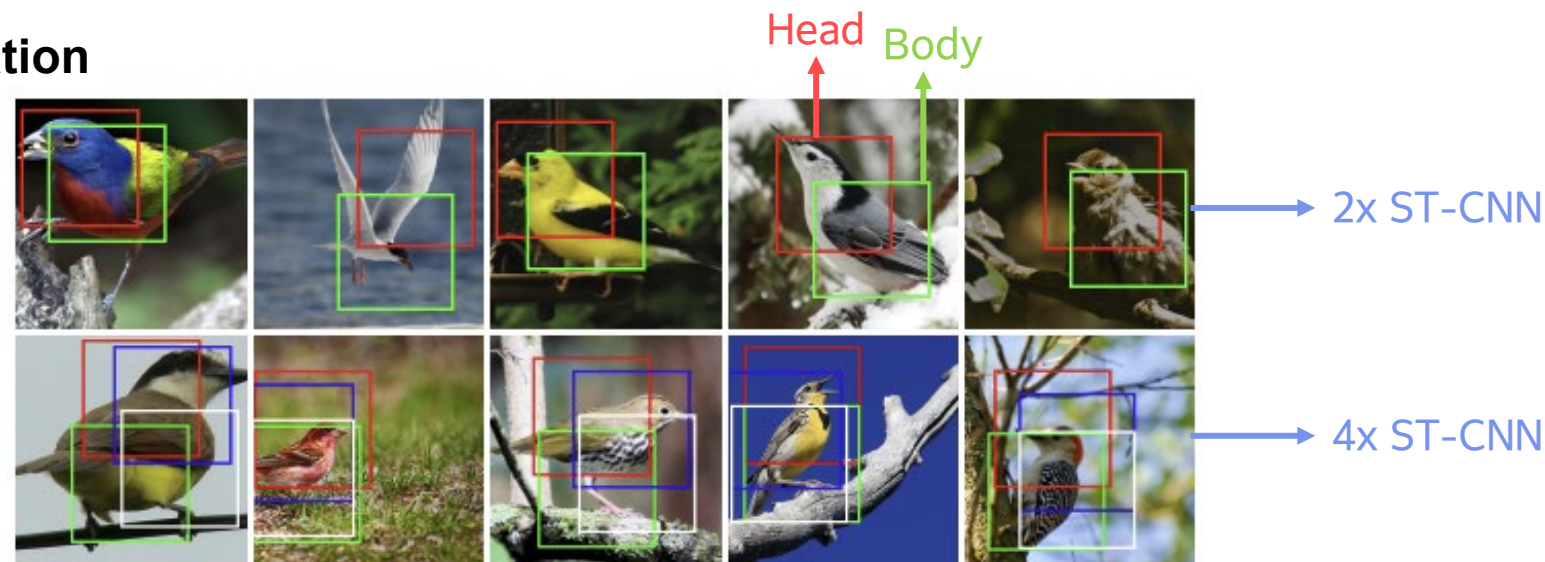 tion
Head
Body
2x ST-CNN
4x ST-CNN